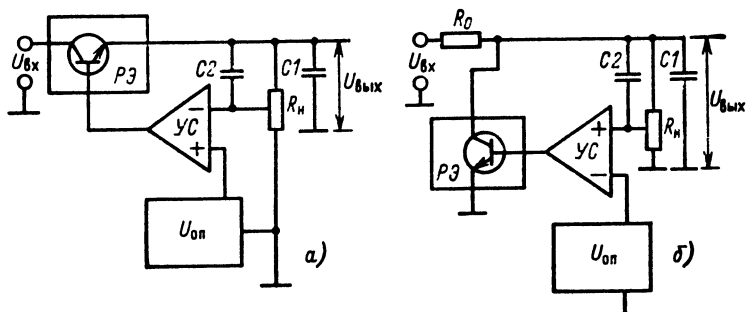 Uвх
РЭ
C2
C1
Rн
Uвых
УС
−
+
Uоп
а)
R0
Uвх
C2
C1
Rн
Uвых
РЭ
УС
+
−
Uоп
б)